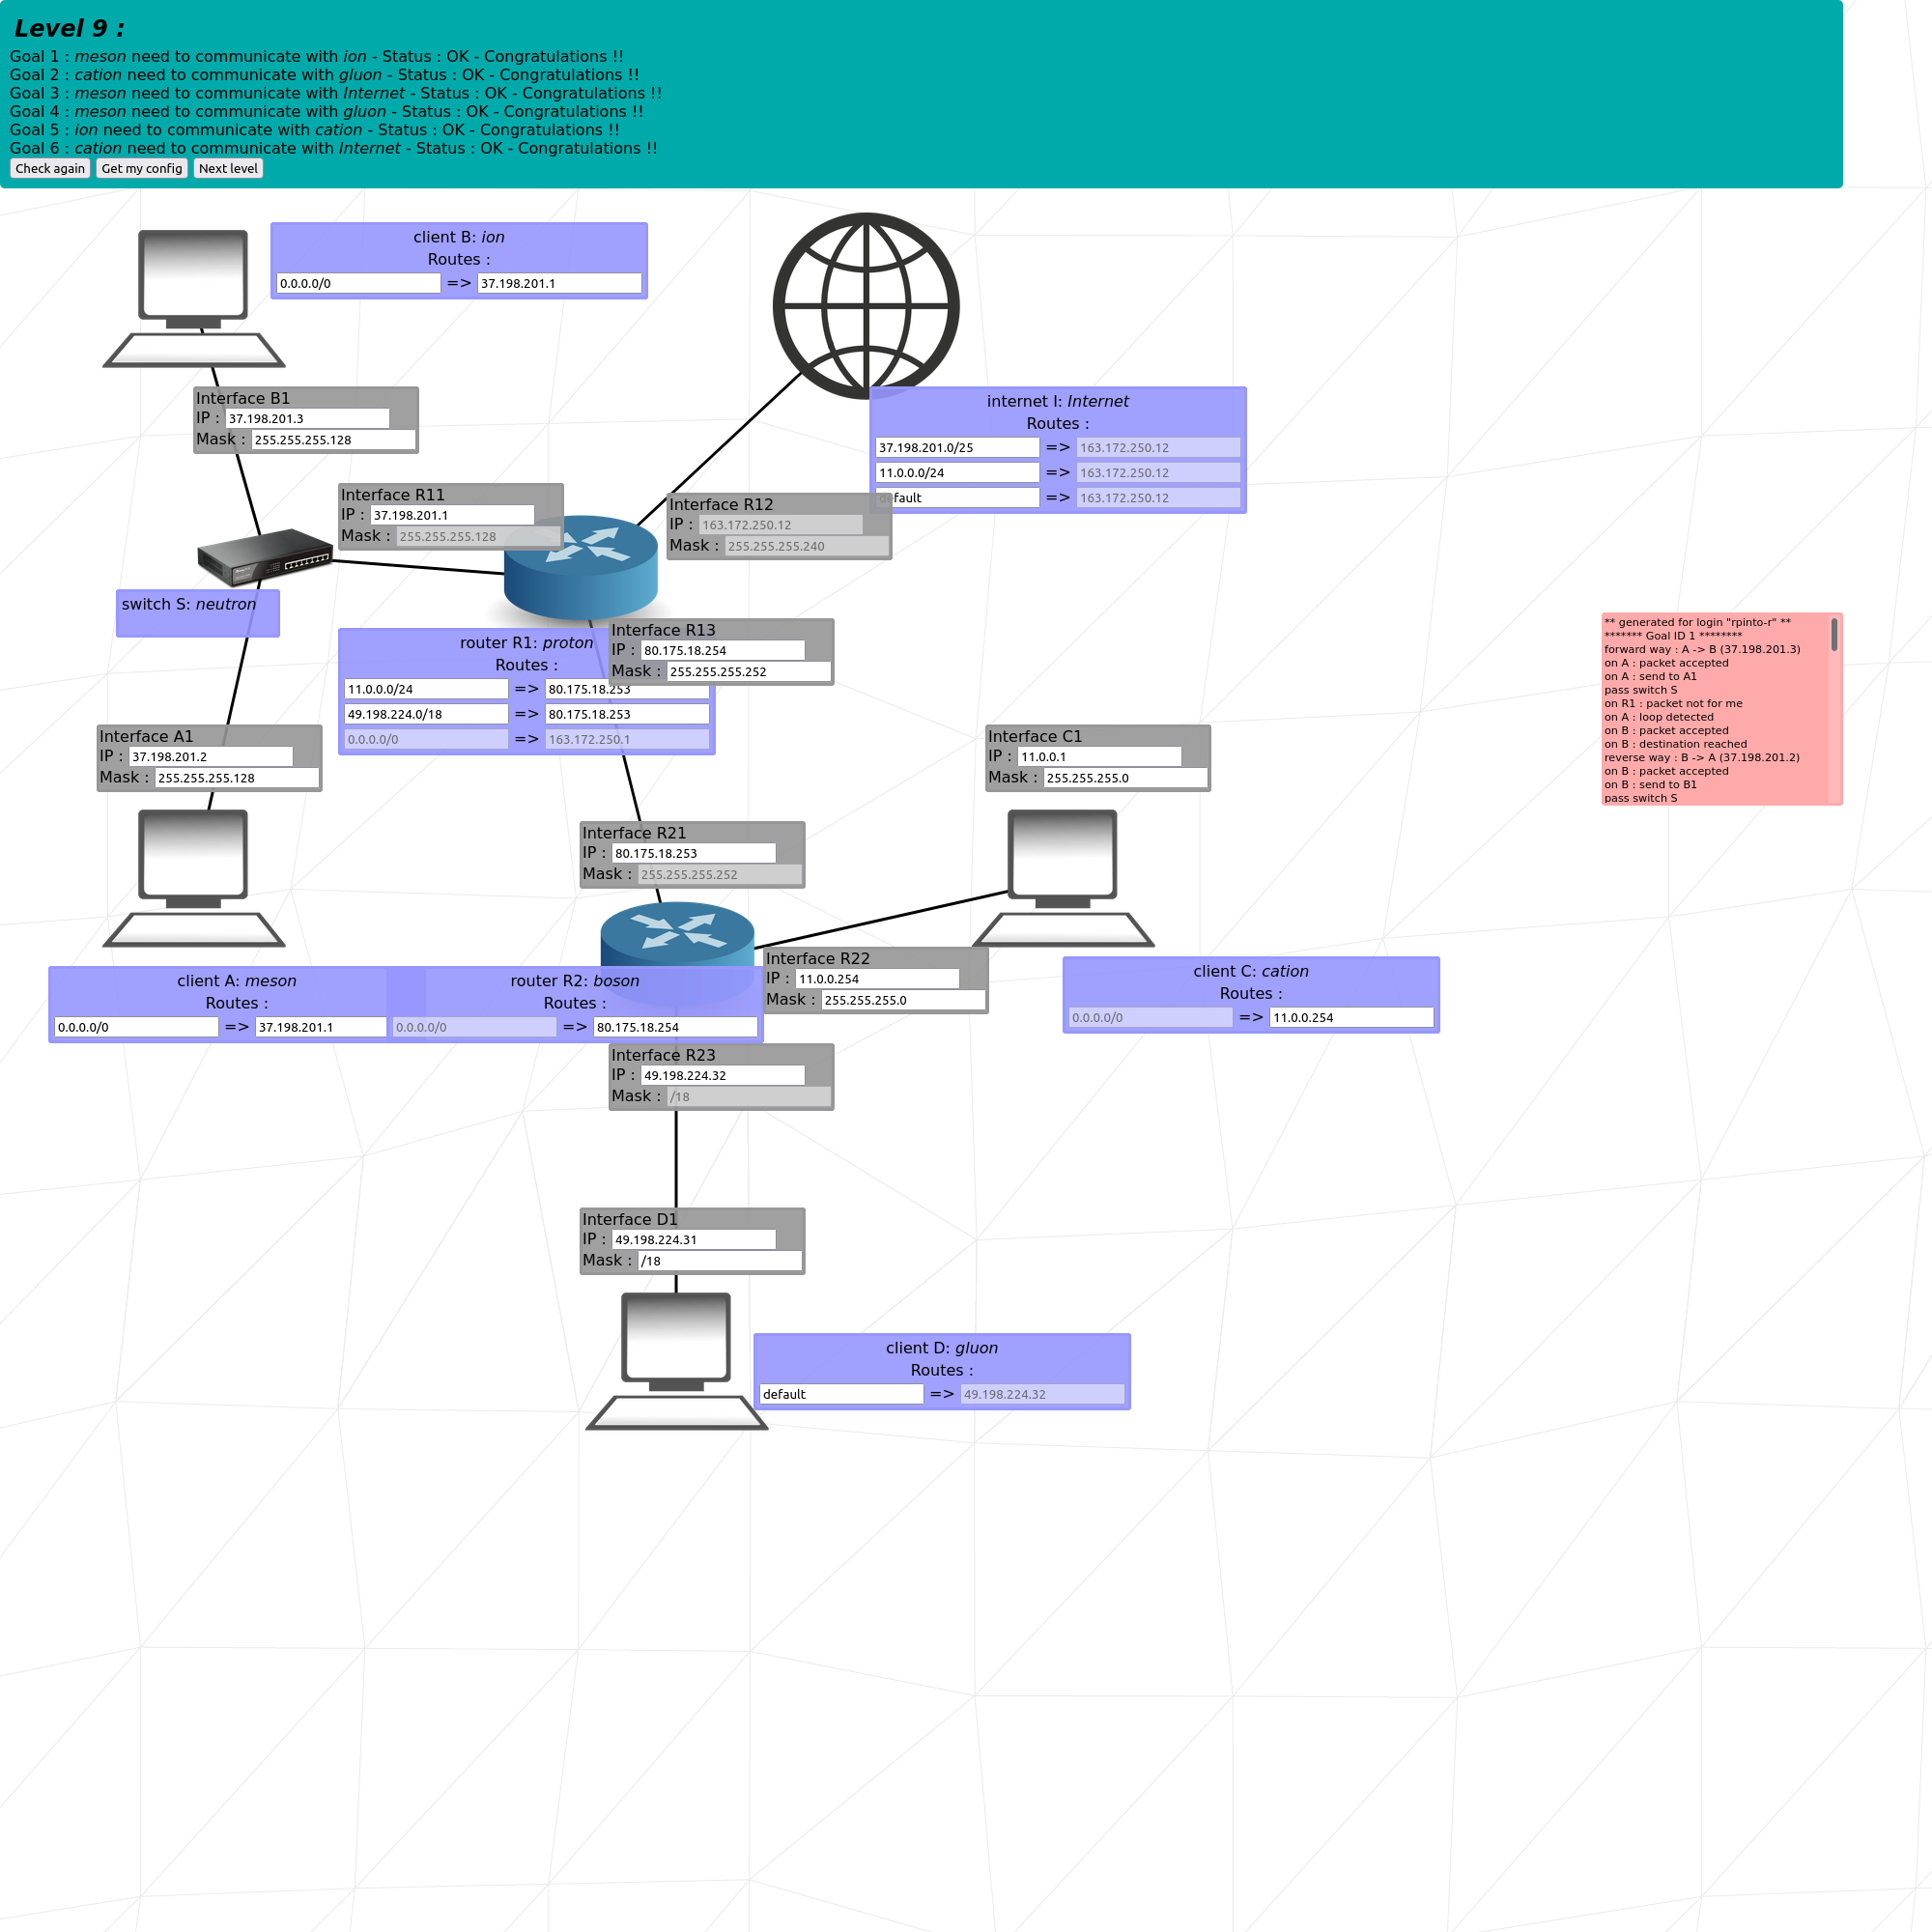 Level 9 :
Goal 1 : meson need to communicate with ion - Status : OK - Congratulations !!
Goal 2 : cation need to communicate with gluon - Status : OK - Congratulations !!
Goal 3 : meson need to communicate with Internet - Status : OK - Congratulations !!
Goal 4 : meson need to communicate with gluon - Status : OK - Congratulations !!
Goal 5 : ion need to communicate with cation - Status : OK - Congratulations !!
Goal 6 : cation need to communicate with Internet - Status : OK - Congratulations !!
Check again Get my config Next level
client B: ion
Routes :
0.0.0.0/0 => 37.198.201.1
Interface B1
IP : 37.198.201.3
Mask : 255.255.255.128
internet I: Internet
Routes :
37.198.201.0/25 => 163.172.250.12
11.0.0.0/24 => 163.172.250.12
default => 163.172.250.12
Interface R11
IP : 37.198.201.1
Mask : 255.255.255.128
Interface R12
IP : 163.172.250.12
Mask : 255.255.255.240
switch S: neutron
router R1: proton
Routes :
11.0.0.0/24 => 80.175.18.253
49.198.224.0/18 => 80.175.18.253
0.0.0.0/0 => 163.172.250.1
Interface R13
IP : 80.175.18.254
Mask : 255.255.255.252
** generated for login "rpinto-r" **
******* Goal ID 1 ********
forward way : A -> B (37.198.201.3)
on A : packet accepted
on A : send to A1
pass switch S
on R1 : packet not for me
on A : loop detected
on B : packet accepted
on B : destination reached
reverse way : B -> A (37.198.201.2)
on B : packet accepted
on B : send to B1
pass switch S
Interface A1
IP : 37.198.201.2
Mask : 255.255.255.128
Interface C1
IP : 11.0.0.1
Mask : 255.255.255.0
Interface R21
IP : 80.175.18.253
Mask : 255.255.255.252
Interface R22
IP : 11.0.0.254
Mask : 255.255.255.0
client A: meson
Routes :
0.0.0.0/0 => 37.198.201.1
router R2: boson
Routes :
0.0.0.0/0 => 80.175.18.254
client C: cation
Routes :
0.0.0.0/0 => 11.0.0.254
Interface R23
IP : 49.198.224.32
Mask : /18
Interface D1
IP : 49.198.224.31
Mask : /18
client D: gluon
Routes :
default => 49.198.224.32